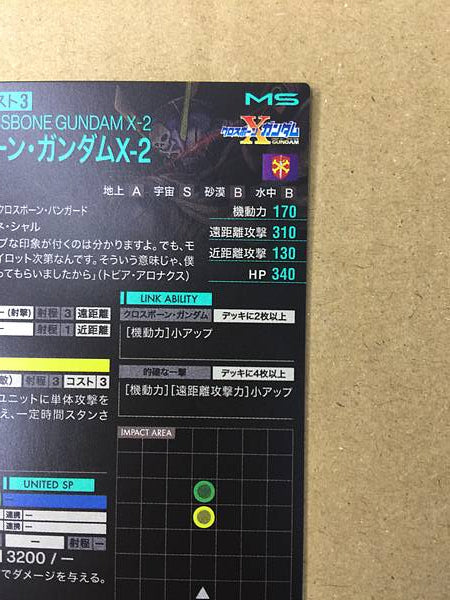 スト3
MS
SBONE GUNDAM X-2
ーン・ガンダムX-2
クロスボーン ガンダム
X
GUNDAM
地上 A 宇宙 S 砂漠 B 水中 B
クロスボーン・バンガード
機動力 170
ネ・シャル
遠距離攻撃 310
ブな印象が付くのは分かりますよ。でも、モ
イロット次第なんです。そういう意味じゃ、僕
近距離攻撃 130
ってもらいましたから」(トビア・アロナクス)
HP 340
LINK ABILITY
ー(射撃) 射程 3 遠距離
クロスボーン・ガンダム デッキに2枚以上
ー 射程 1 近距離
[機動力]小アップ
的確な一撃 デッキに4枚以上
敵) 射程 3 コスト 3
[機動力][遠距離攻撃力]小アップ
ユニットに単体攻撃を
え、一定時間スタンさ
IMPACT AREA
UNITED SP
ー
連携 ー
連携 ー
ー 射程 ー
3200 / ー
でダメージを与える。